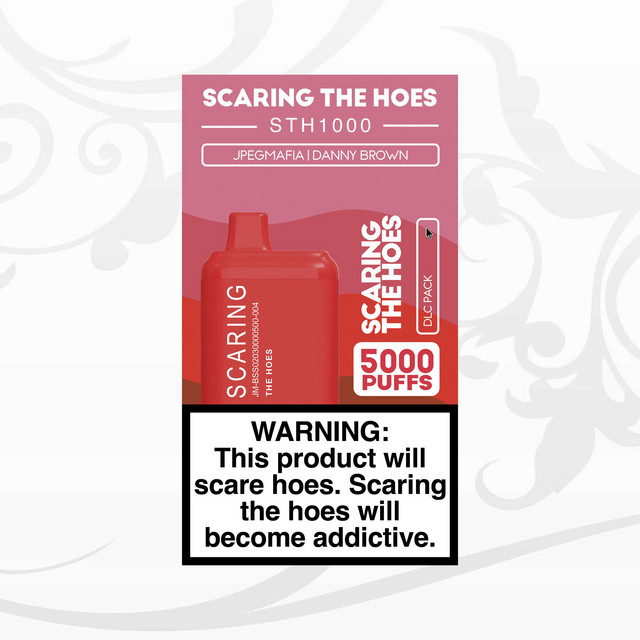 SCARING THE HOES
STH1000
JPEGMAFIA | DANNY BROWN
SCARING
THE HOES
DLC PACK
SCARING
JM-BSS02030000500-004
THE HOES
5000
PUFFS
WARNING:
This product will
scare hoes. Scaring
the hoes will
become addictive.